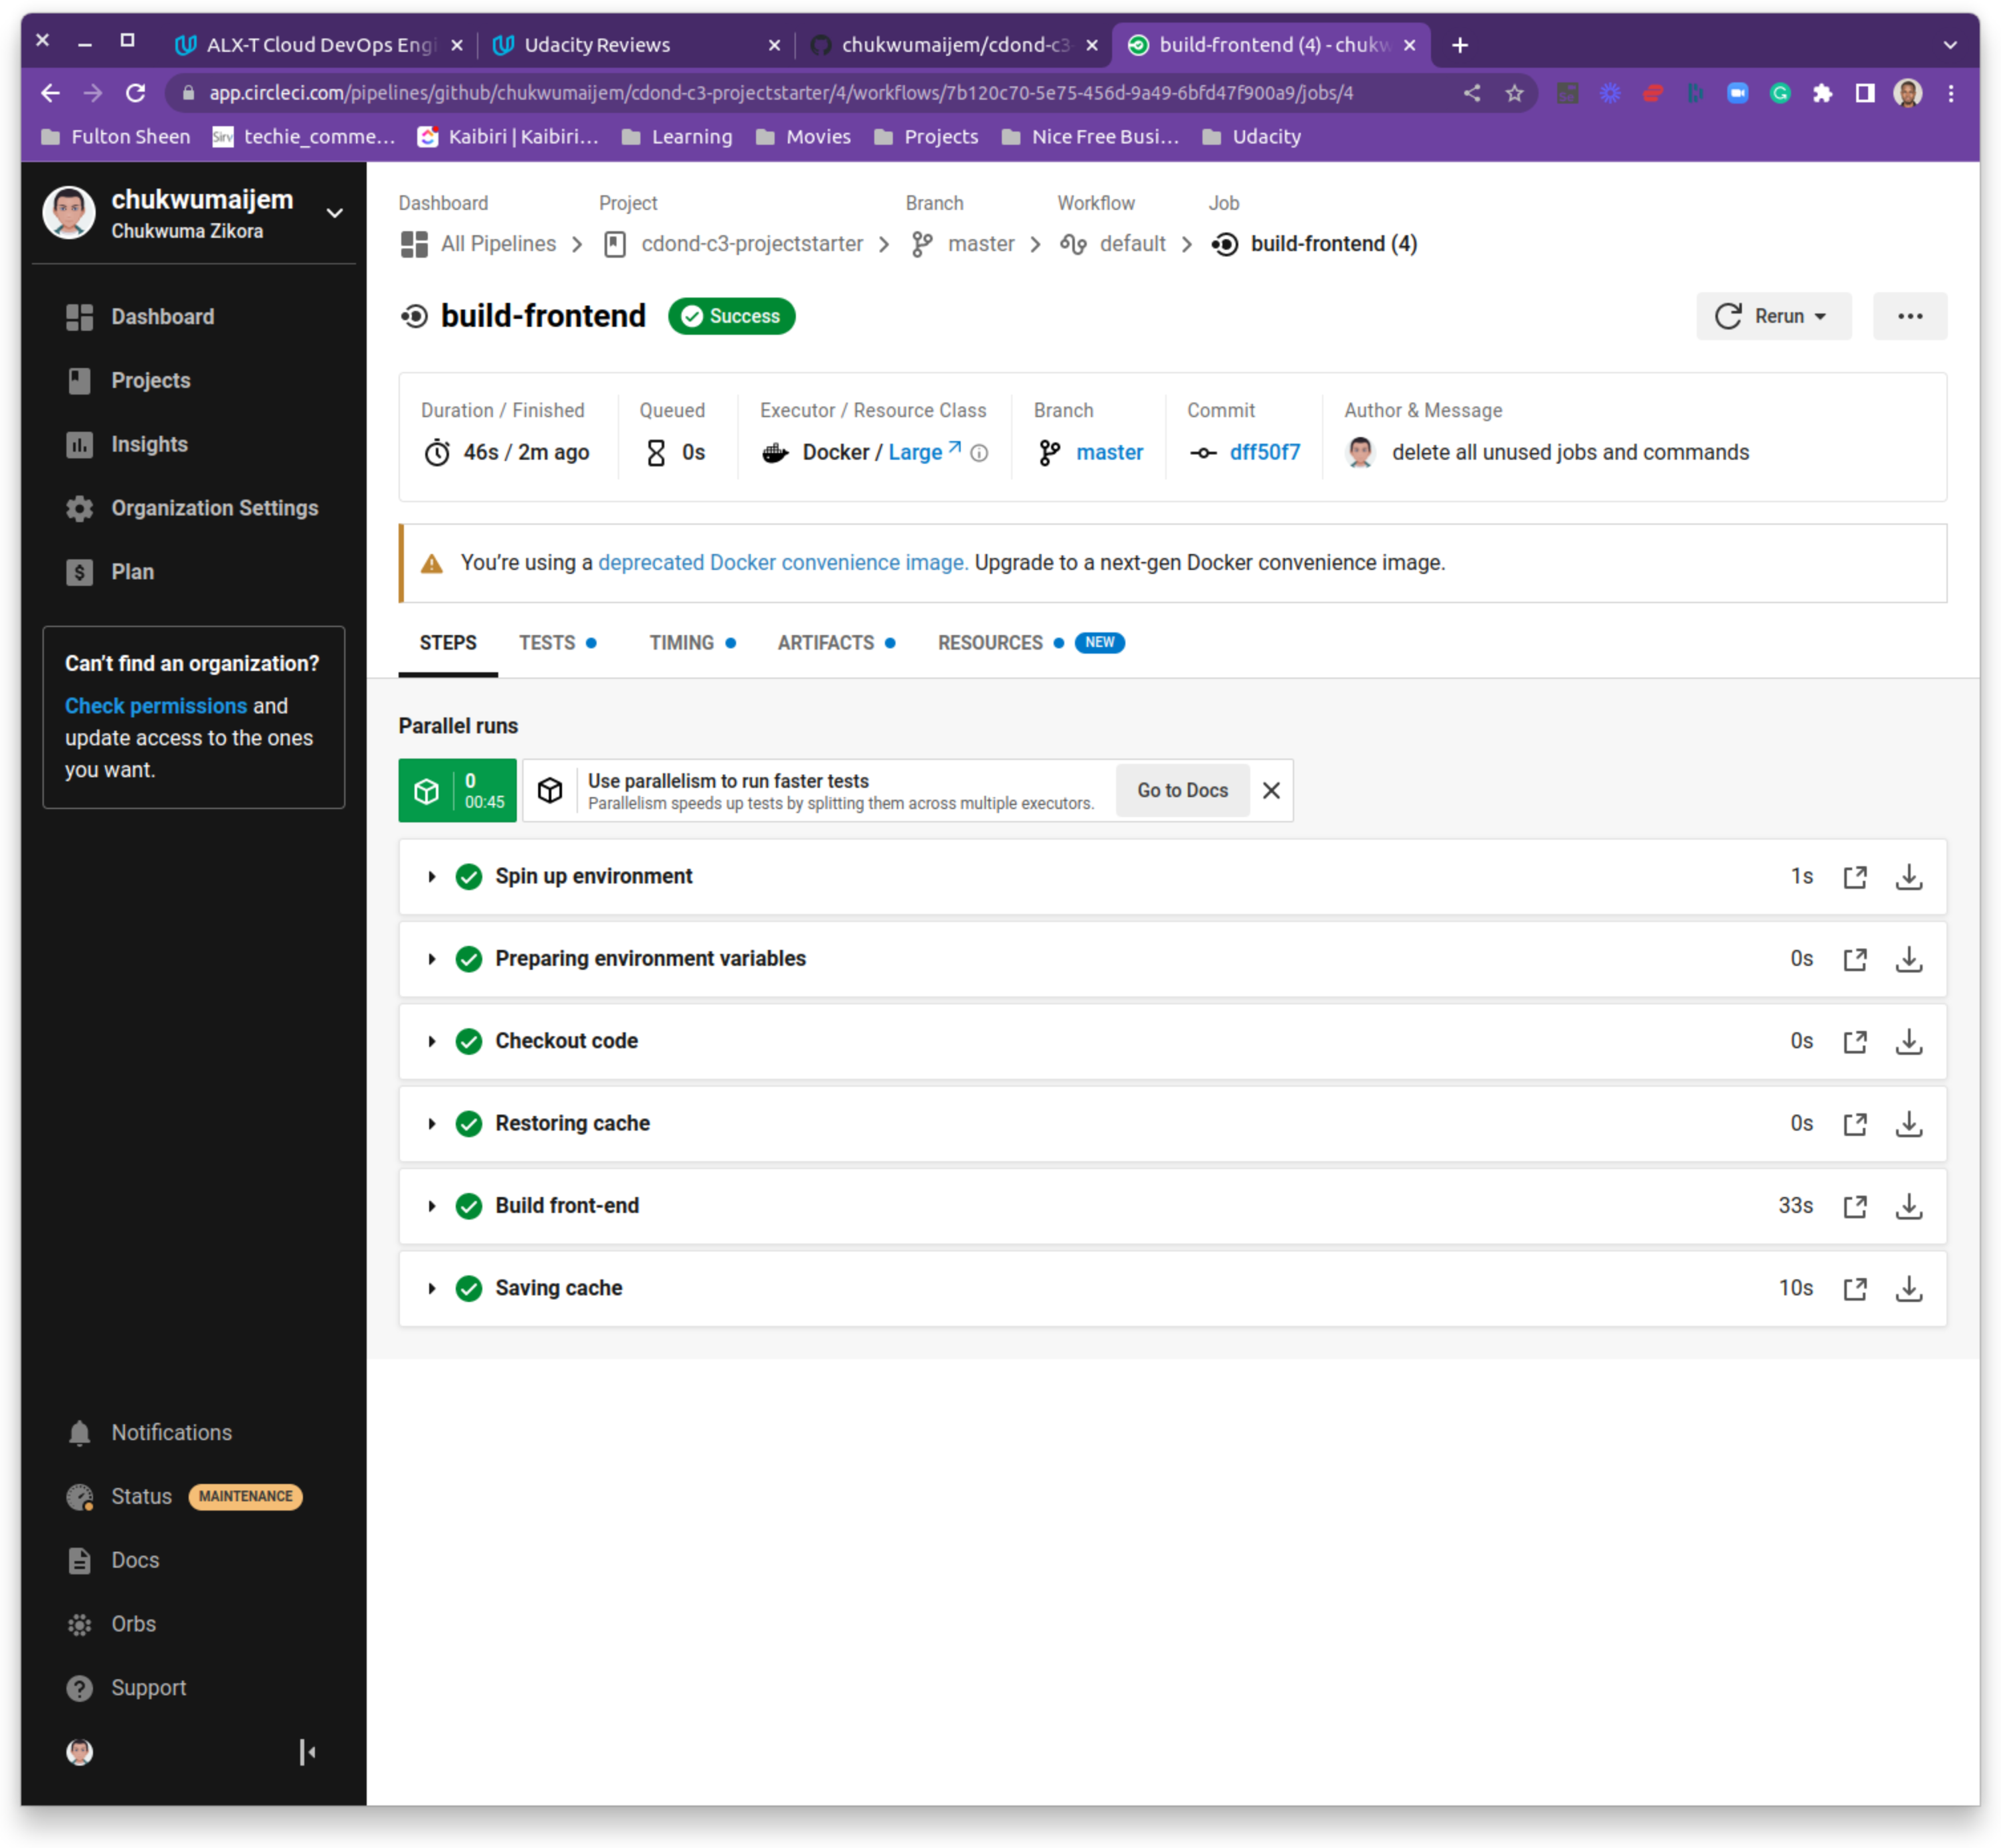 ALX-T Cloud DevOps Engi
Udacity Reviews
chukwumaijem/cdond-c3-
build-frontend (4) - chukw
app.circleci.com/pipelines/github/chukwumaijem/cdond-c3-projectstarter/4/workflows/7b120c70-5e75-456d-9a49-6bfd47f900a9/jobs/4
Fulton Sheen
Sirv
techie_comme...
Kaibiri | Kaibiri...
Learning
Movies
Projects
Nice Free Busi...
Udacity
chukwumaijem
Chukwuma Zikora
Dashboard
Projects
Insights
Organization Settings
Plan
Can't find an organization?
Check permissions and
update access to the ones
you want.
Notifications
Status MAINTENANCE
Docs
Orbs
Support
Dashboard Project Branch Workflow Job
All Pipelines cdond-c3-projectstarter master default build-frontend (4)
build-frontend Success
Rerun
Duration / Finished Queued Executor / Resource Class Branch Commit Author & Message
46s / 2m ago 0s Docker / Large master dff50f7 delete all unused jobs and commands
You're using a deprecated Docker convenience image. Upgrade to a next-gen Docker convenience image.
STEPS TESTS TIMING ARTIFACTS RESOURCES NEW
Parallel runs
0
00:45
Use parallelism to run faster tests
Parallelism speeds up tests by splitting them across multiple executors.
Go to Docs
Spin up environment 1s
Preparing environment variables 0s
Checkout code 0s
Restoring cache 0s
Build front-end 33s
Saving cache 10s